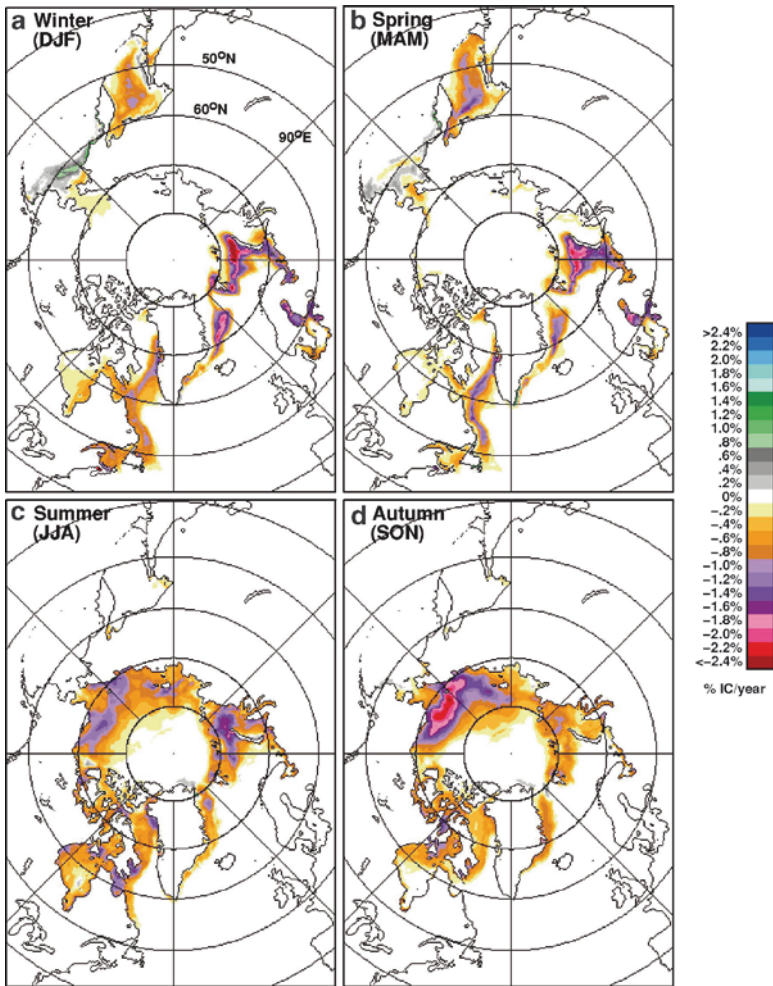 a Winter
(DJF)
50°N
60°N
90°E
b Spring
(MAM)
c Summer
(JJA)
d Autumn
(SON)
>2.4%
2.2%
2.0%
1.8%
1.6%
1.4%
1.2%
1.0%
.8%
.6%
.4%
.2%
0%
-.2%
-.4%
-.6%
-.8%
-1.0%
-1.2%
-1.4%
-1.6%
-1.8%
-2.0%
-2.2%
<-2.4%
% IC/year